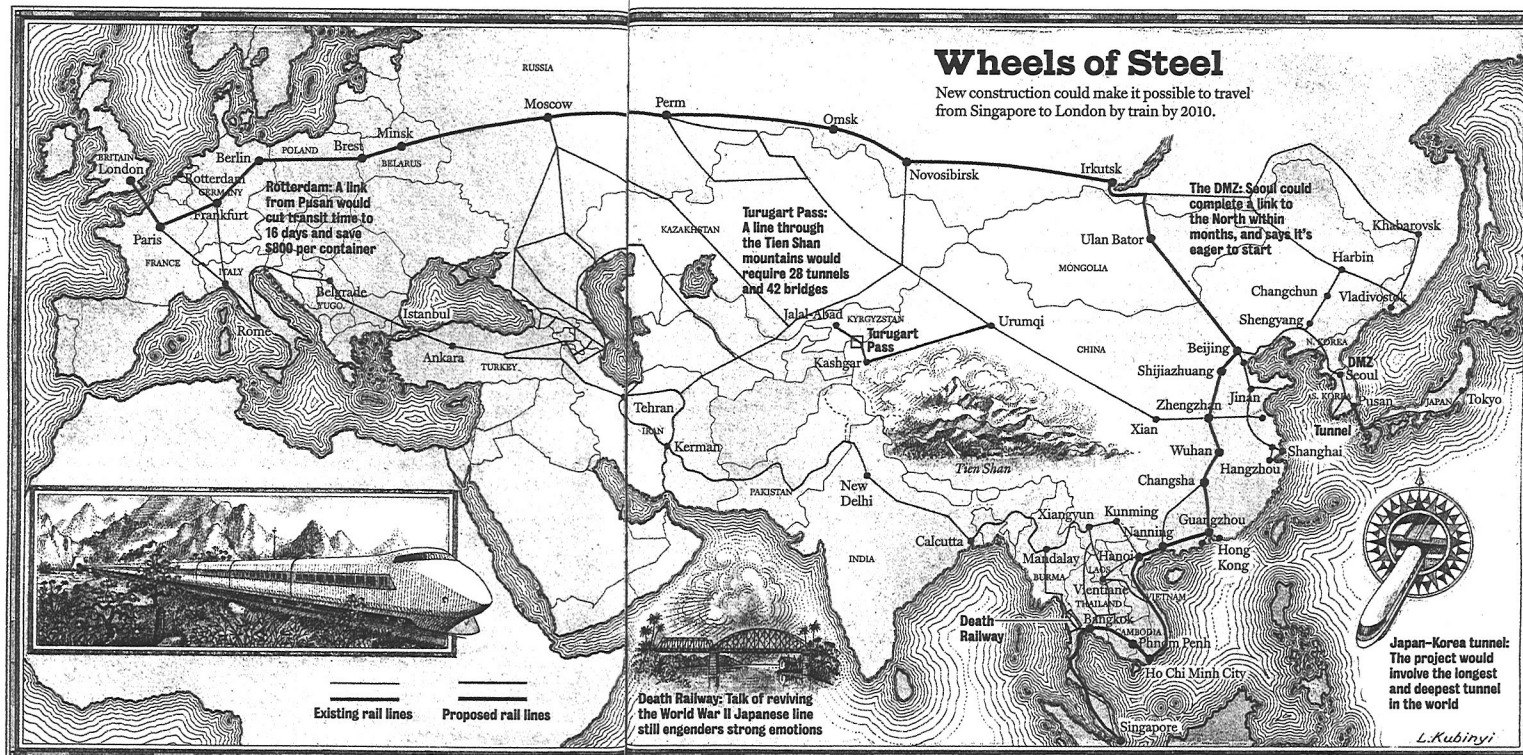 Wheels of Steel
New construction could make it possible to travel
from Singapore to London by train by 2010.
RUSSIA
Moscow
Perm
Omsk
Novosibirsk
Irkutsk
Minsk
Brest
BELARUS
POLAND
Berlin
BRITAIN
London
Rotterdam
GERMANY
Frankfurt
Paris
FRANCE
ITALY
Rome
Belgrade
YUGO.
Istanbul
Ankara
TURKEY
Rotterdam: A link
from Pusan would
cut transit time to
16 days and save
$800 per container
KAZAKHSTAN
Turugart Pass:
A line through
the Tien Shan
mountains would
require 28 tunnels
and 42 bridges
Jalal-Abad
KYRGYZSTAN
Turugart
Pass
Kashgar
Urumqi
Ulan Bator
MONGOLIA
CHINA
The DMZ: Seoul could
complete a link to
the North within
months, and says it's
eager to start
Khabarovsk
Harbin
Changchun
Vladivostok
Shengyang
N. KOREA
Beijing
DMZ
Seoul
Shijiazhuang
Jinan
S. KOREA
Pusan
JAPAN
Tokyo
Tunnel
Zhengzhan
Xian
Wuhan
Shanghai
Hangzhou
Changsha
Tien Shan
Tehran
IRAN
Kerman
PAKISTAN
New
Delhi
INDIA
Calcutta
Xiangyun
Kunming
Nanning
Guangzhou
Hong
Kong
Mandalay
BURMA
Hanoi
LAOS
Vientiane
THAILAND
VIETNAM
Bangkok
CAMBODIA
Phnom Penh
Ho Chi Minh City
Singapore
Death
Railway
Death Railway: Talk of reviving
the World War II Japanese line
still engenders strong emotions
Japan–Korea tunnel:
The project would
involve the longest
and deepest tunnel
in the world
Existing rail lines
Proposed rail lines
L.Kubinyi